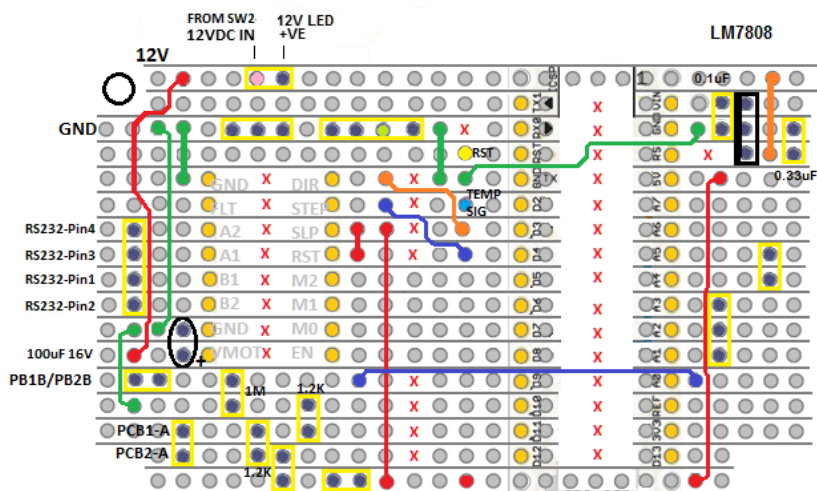 FROM SW2
12VDC IN
12V LED
+VE
LM7808
12V
1
ICSP
0.1uF
TX1
VIN
GND
RX0
GND
RST
RST
RS
0.33uF
GND
DIR
GND
TX
5V
FLT
STEP
TEMP
SIG
D2
A7
RS232-Pin4
A2
SLP
D3
A6
RS232-Pin3
A1
RST
D4
A5
RS232-Pin1
B1
M2
D5
A4
RS232-Pin2
B2
M1
D6
A3
GND
M0
D7
A2
100uF 16V
+
VMOT
EN
D8
A1
PB1B/PB2B
1M
1,2K
D9
A0
D10
REF
PCB1-A
D11
3V3
PCB2-A
1,2K
D12
D13